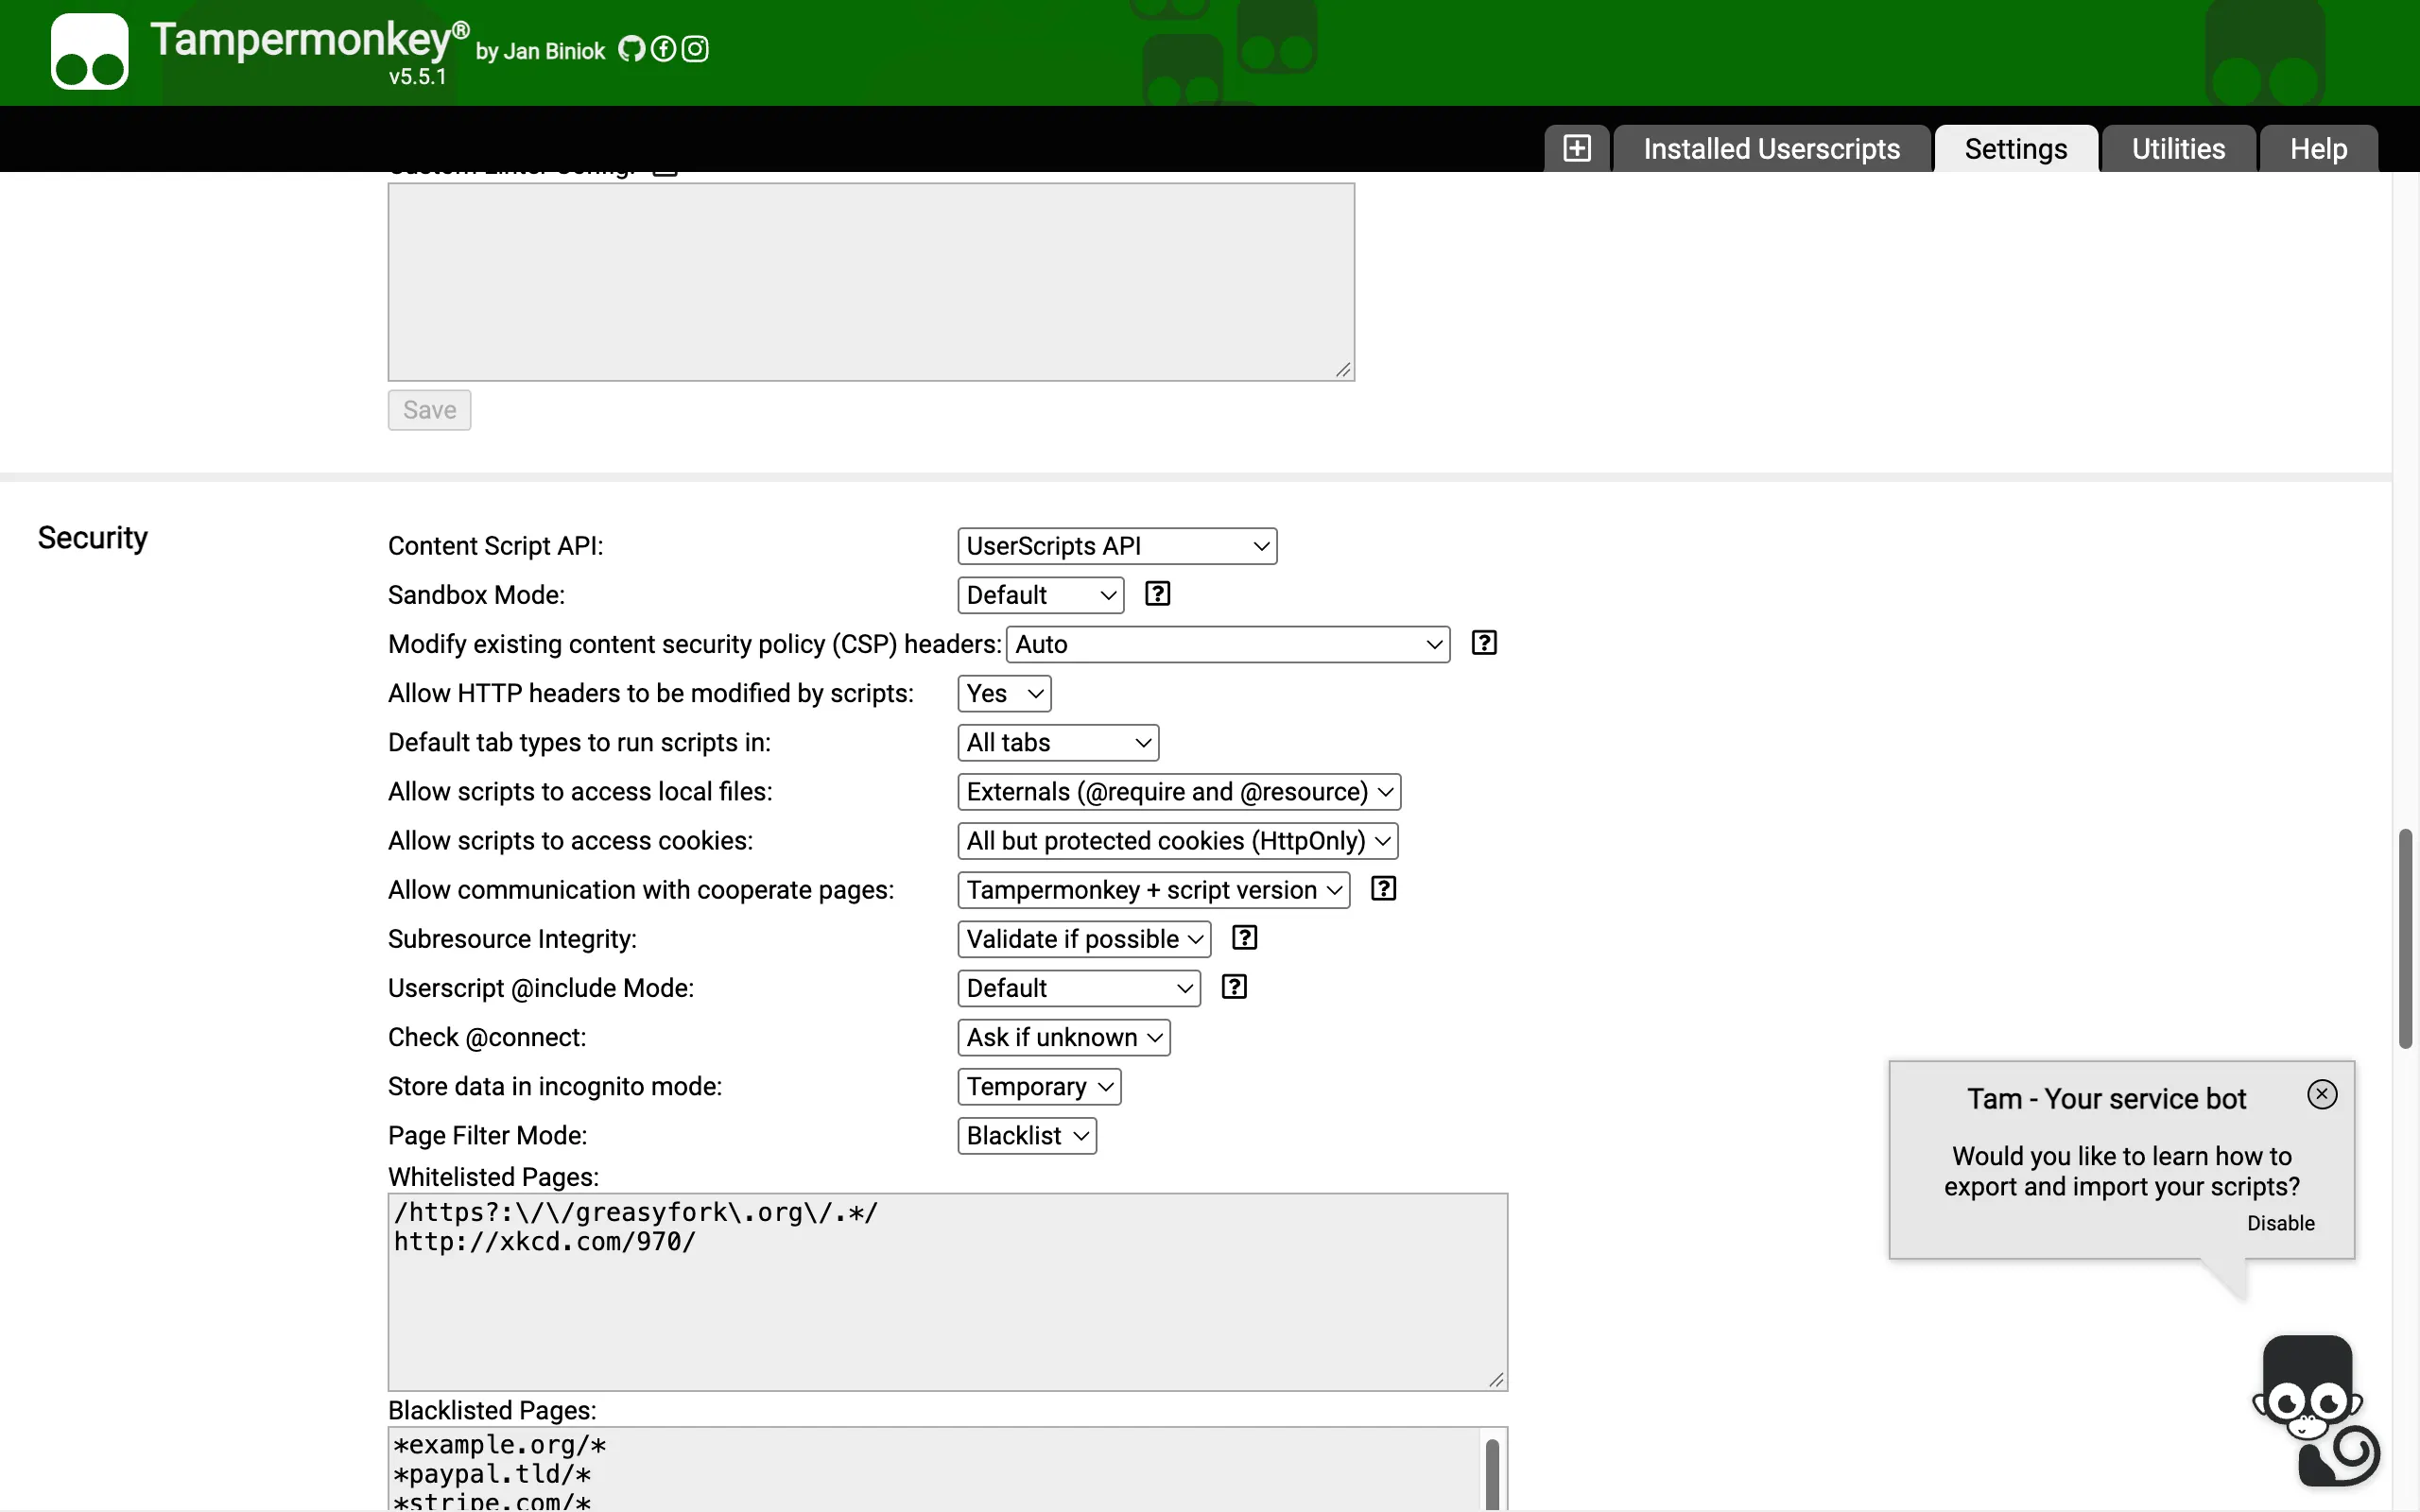 Tampermonkey® by Jan Biniok
v5.5.1
Installed Userscripts
Settings
Utilities
Help
Custom Linter Config:
Save
Security
Content Script API: UserScripts API
Sandbox Mode: Default
Modify existing content security policy (CSP) headers: Auto
Allow HTTP headers to be modified by scripts: Yes
Default tab types to run scripts in: All tabs
Allow scripts to access local files: Externals (@require and @resource)
Allow scripts to access cookies: All but protected cookies (HttpOnly)
Allow communication with cooperate pages: Tampermonkey + script version
Subresource Integrity: Validate if possible
Userscript @include Mode: Default
Check @connect: Ask if unknown
Store data in incognito mode: Temporary
Page Filter Mode: Blacklist
Whitelisted Pages:
/https?:\/\/greasyfork\.org\/.*/
http://xkcd.com/970/
Blacklisted Pages:
*example.org/*
*paypal.tld/*
*stripe.com/*
Tam - Your service bot
Would you like to learn how to
export and import your scripts?
Disable